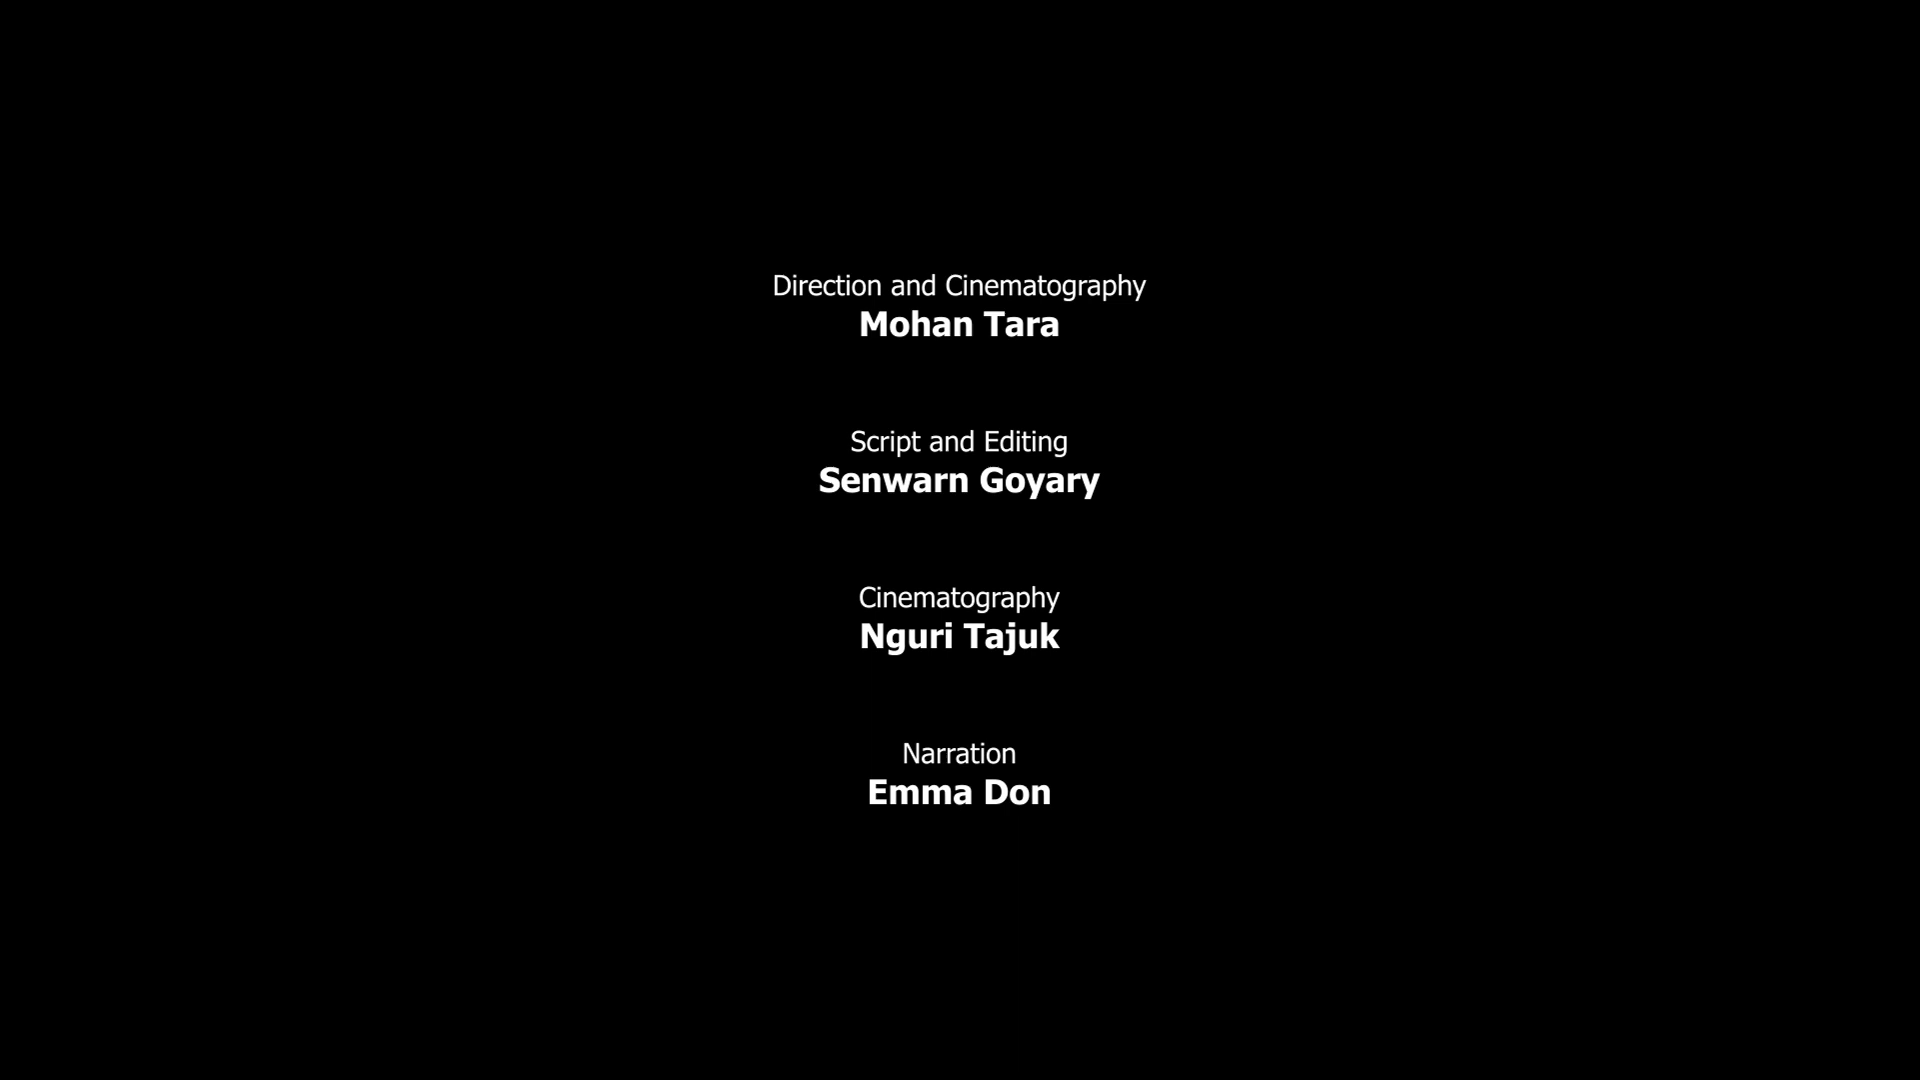 Direction and Cinematography
Mohan Tara
Script and Editing
Senwarn Goyary
Cinematography
Nguri Tajuk
Narration
Emma Don